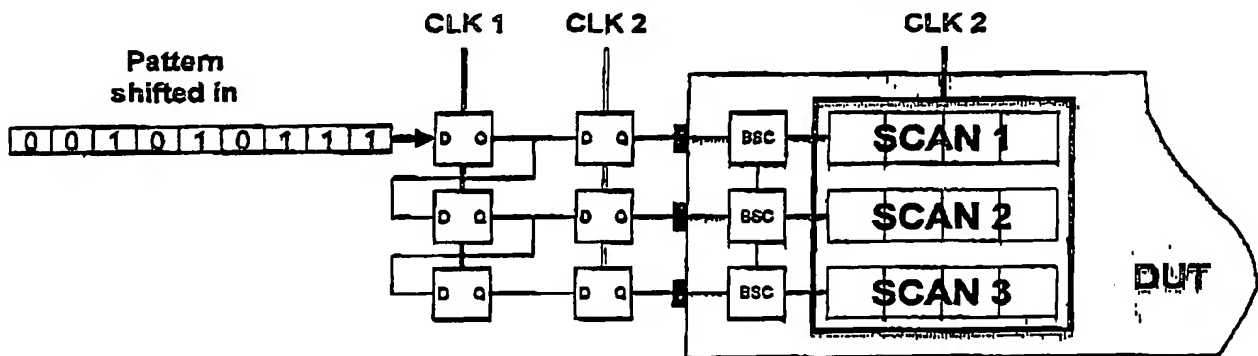 CLK 1 CLK 2 CLK 2
Pattern
shifted in
0 0 1 0 1 0 1 1 1
D Q D Q BSC SCAN 1
D Q D Q BSC SCAN 2
D Q D Q BSC SCAN 3
DUT